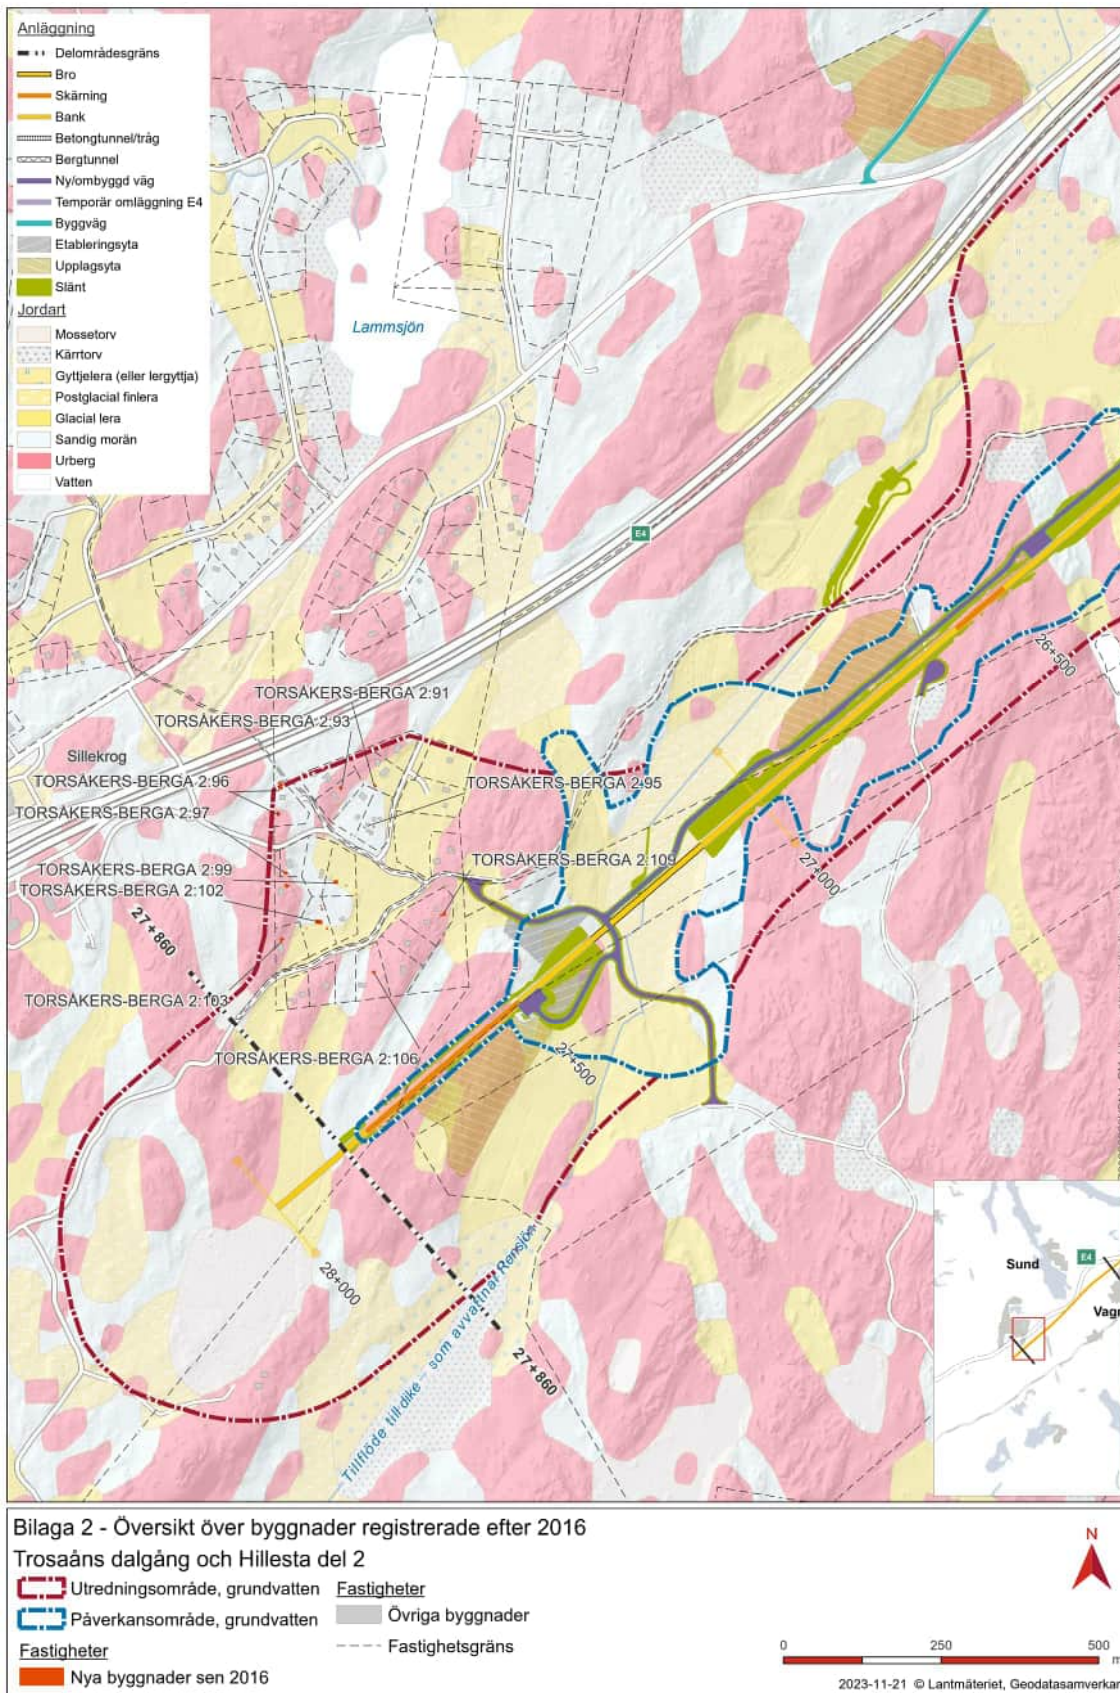 Anläggning
Delområdesgräns
Bro
Skärning
Bank
Betongtunnel/tråg
Bergtunnel
Ny/ombyggd väg
Temporär omläggning E4
Byggväg
Etableringsyta
Upplagsyta
Slänt
Jordart
Mossetorv
Kärrtorv
Gyttjelera (eller lergyttja)
Postglacial finlera
Glacial lera
Sandig morän
Urberg
Vatten
Lammsjön
E4
26+500
TORSÅKERS-BERGA 2:91
TORSÅKERS-BERGA 2:93
Sillekrog
TORSÅKERS-BERGA 2:96
TORSÅKERS-BERGA 2:95
TORSÅKERS-BERGA 2:97
TORSÅKERS-BERGA 2:109
27+000
TORSÅKERS-BERGA 2:99
TORSÅKERS-BERGA 2:102
27+860
TORSÅKERS-BERGA 2:103
TORSÅKERS-BERGA 2:106
27+500
28+000
Tillflöde till dike - som avvattnar Rensjön
27+860
Sund
E4
Bilaga 2 - Översikt över byggnader registrerade efter 2016
Trosaåns dalgång och Hillesta del 2
Utredningsområde, grundvatten
Påverkansområde, grundvatten
Fastigheter
Nya byggnader sen 2016
Fastigheter
Övriga byggnader
Fastighetsgräns
N
0 250 500
m
2023-11-21 © Lantmäteriet, Geodatasamverkan